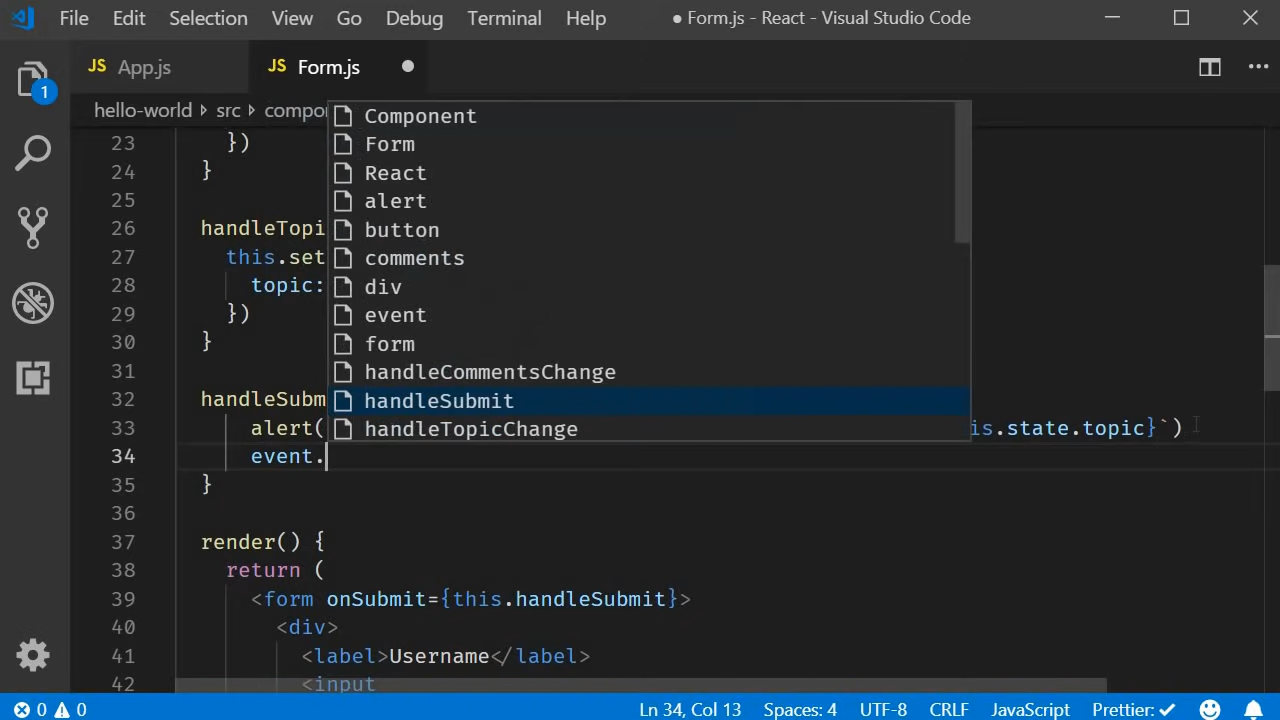 File Edit Selection View Go Debug Terminal Help ● Form.js - React - Visual Studio Code
JS App.js JS Form.js
1
hello-world > src > compon
23 })
24 }
25
26 handleTopi
27 this.set
28 topic:
29 })
30 }
31
32 handleSubm
33 alert( is.state.topic}`)
34 event.
35 }
36
37 render() {
38 return (
39 <form onSubmit={this.handleSubmit}>
40 <div>
41 <label>Username</label>
42 <input
Component
Form
React
alert
button
comments
div
event
form
handleCommentsChange
handleSubmit
handleTopicChange
0 0 Ln 34, Col 13 Spaces: 4 UTF-8 CRLF JavaScript Prettier: ✓